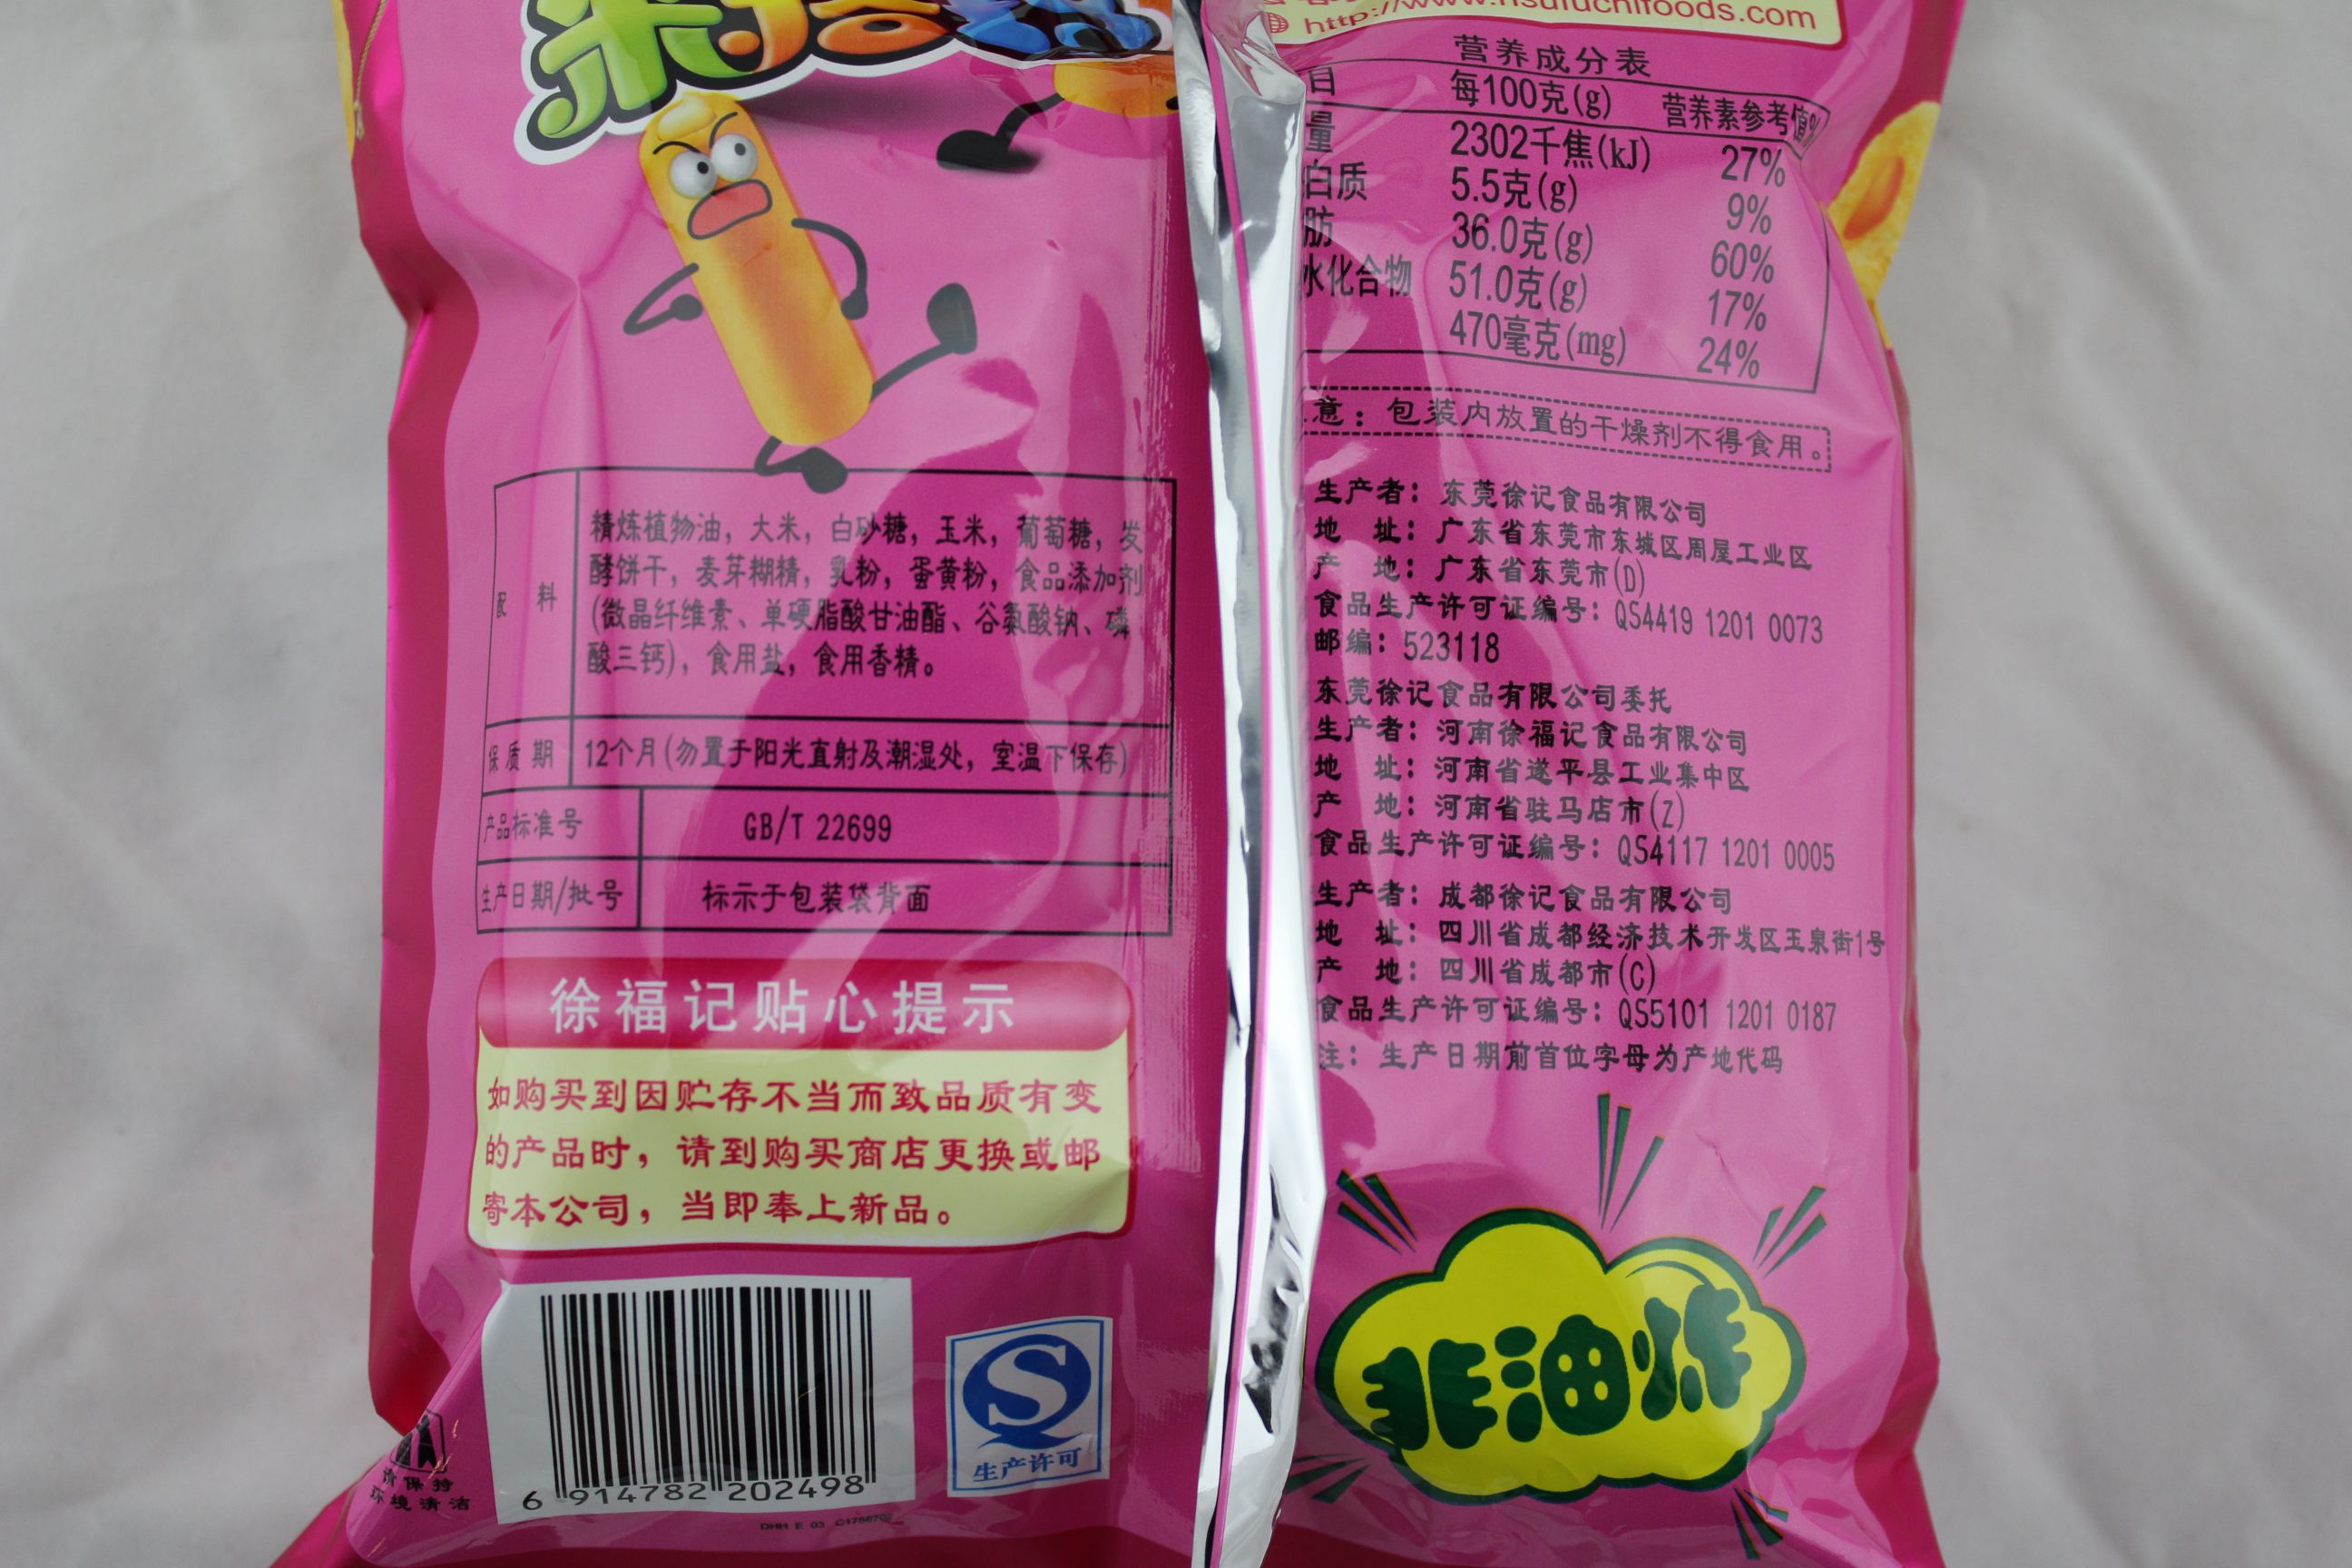 米
精炼植物油，大米，白砂糖，玉米，葡萄糖，发
酵饼干，麦芽糊精，乳粉，蛋黄粉，食品添加剂
配 料
(微晶纤维素、单硬脂酸甘油酯、谷氨酸钠、磷
酸三钙)，食用盐，食用香精。
保质期 12个月(勿置于阳光直射及潮湿处，室温下保存)
产品标准号 GB/T 22699
生产日期/批号 标示于包装袋背面
徐福记贴心提示
如购买到因贮存不当而致品质有变
的产品时，请到购买商店更换或邮
寄本公司，当即奉上新品。
6 914782 202498
生产许可
请保持
环境清洁
http://www.hsufuchifoods.com
营养成分表
目 每100克(g) 营养素参考值%
量 2302千焦(kJ) 27%
白质 5.5克(g) 9%
肪 36.0克(g) 60%
水化合物 51.0克(g) 17%
470毫克(mg) 24%
意：包装内放置的干燥剂不得食用。
生产者：东莞徐记食品有限公司
地 址：广东省东莞市东城区周屋工业区
产 地：广东省东莞市(D)
食品生产许可证编号：QS4419 1201 0073
邮编：523118
东莞徐记食品有限公司委托
生产者：河南徐福记食品有限公司
地 址：河南省遂平县工业集中区
产 地：河南省驻马店市(Z)
食品生产许可证编号：QS4117 1201 0005
生产者：成都徐记食品有限公司
地 址：四川省成都经济技术开发区玉泉街1号
产 地：四川省成都市(C)
食品生产许可证编号：QS5101 1201 0187
注：生产日期前首位字母为产地代码
非油炸